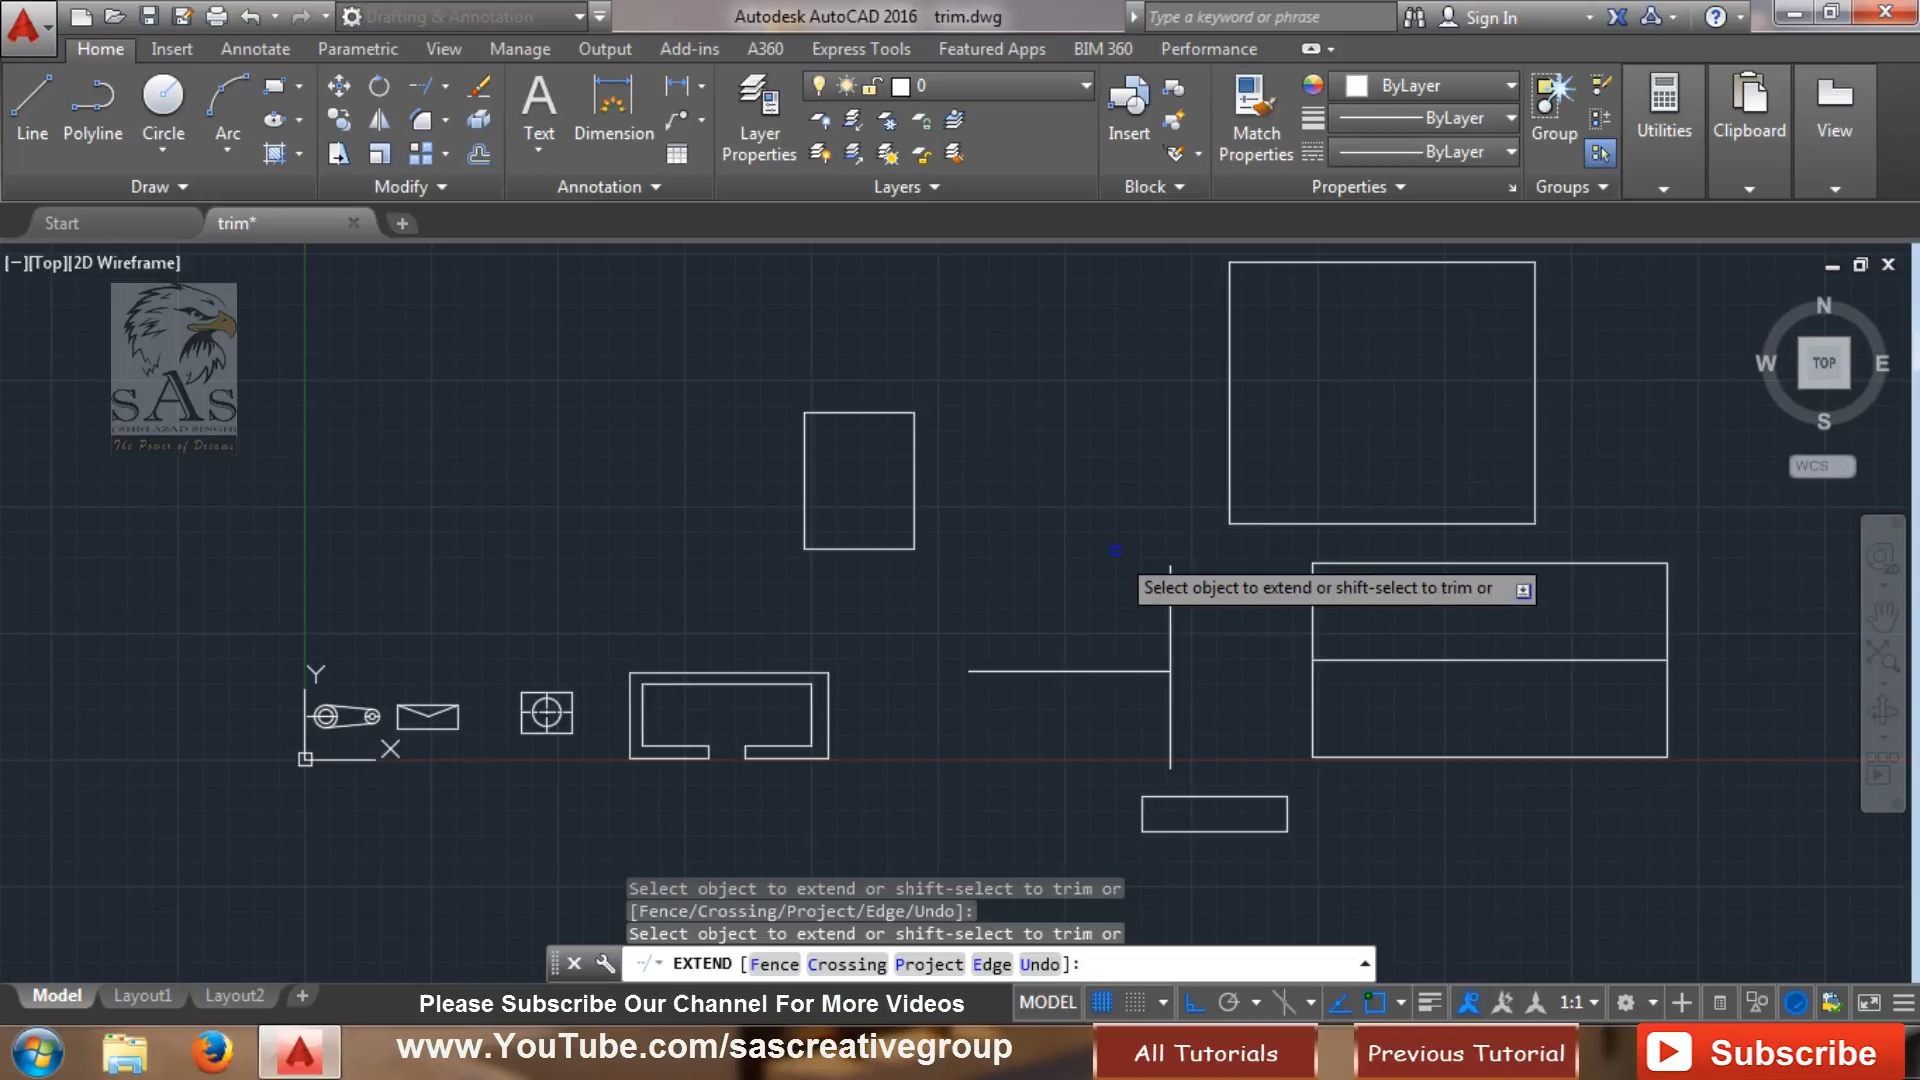 Drafting & Annotation
Autodesk AutoCAD 2016 trim.dwg
Type a keyword or phrase
Sign In
Home Insert Annotate Parametric View Manage Output Add-ins A360 Express Tools Featured Apps BIM 360 Performance
Line Polyline Circle Arc
Text Dimension
Layer Properties
0
Insert
Match Properties
ByLayer
ByLayer
ByLayer
Group Utilities Clipboard View
Draw Modify Annotation Layers Block Properties Groups
Start trim*
[−][Top][2D Wireframe]
sAs
The Power of Dreams
N
W TOP E
S
WCS
Select object to extend or shift-select to trim or
Y
X
Select object to extend or shift-select to trim or
[Fence/Crossing/Project/Edge/Undo]:
Select object to extend or shift-select to trim or
EXTEND [Fence Crossing Project Edge Undo]:
Model Layout1 Layout2 +
Please Subscribe Our Channel For More Videos
MODEL 1:1
www.YouTube.com/sascreativegroup
All Tutorials
Previous Tutorial
Subscribe